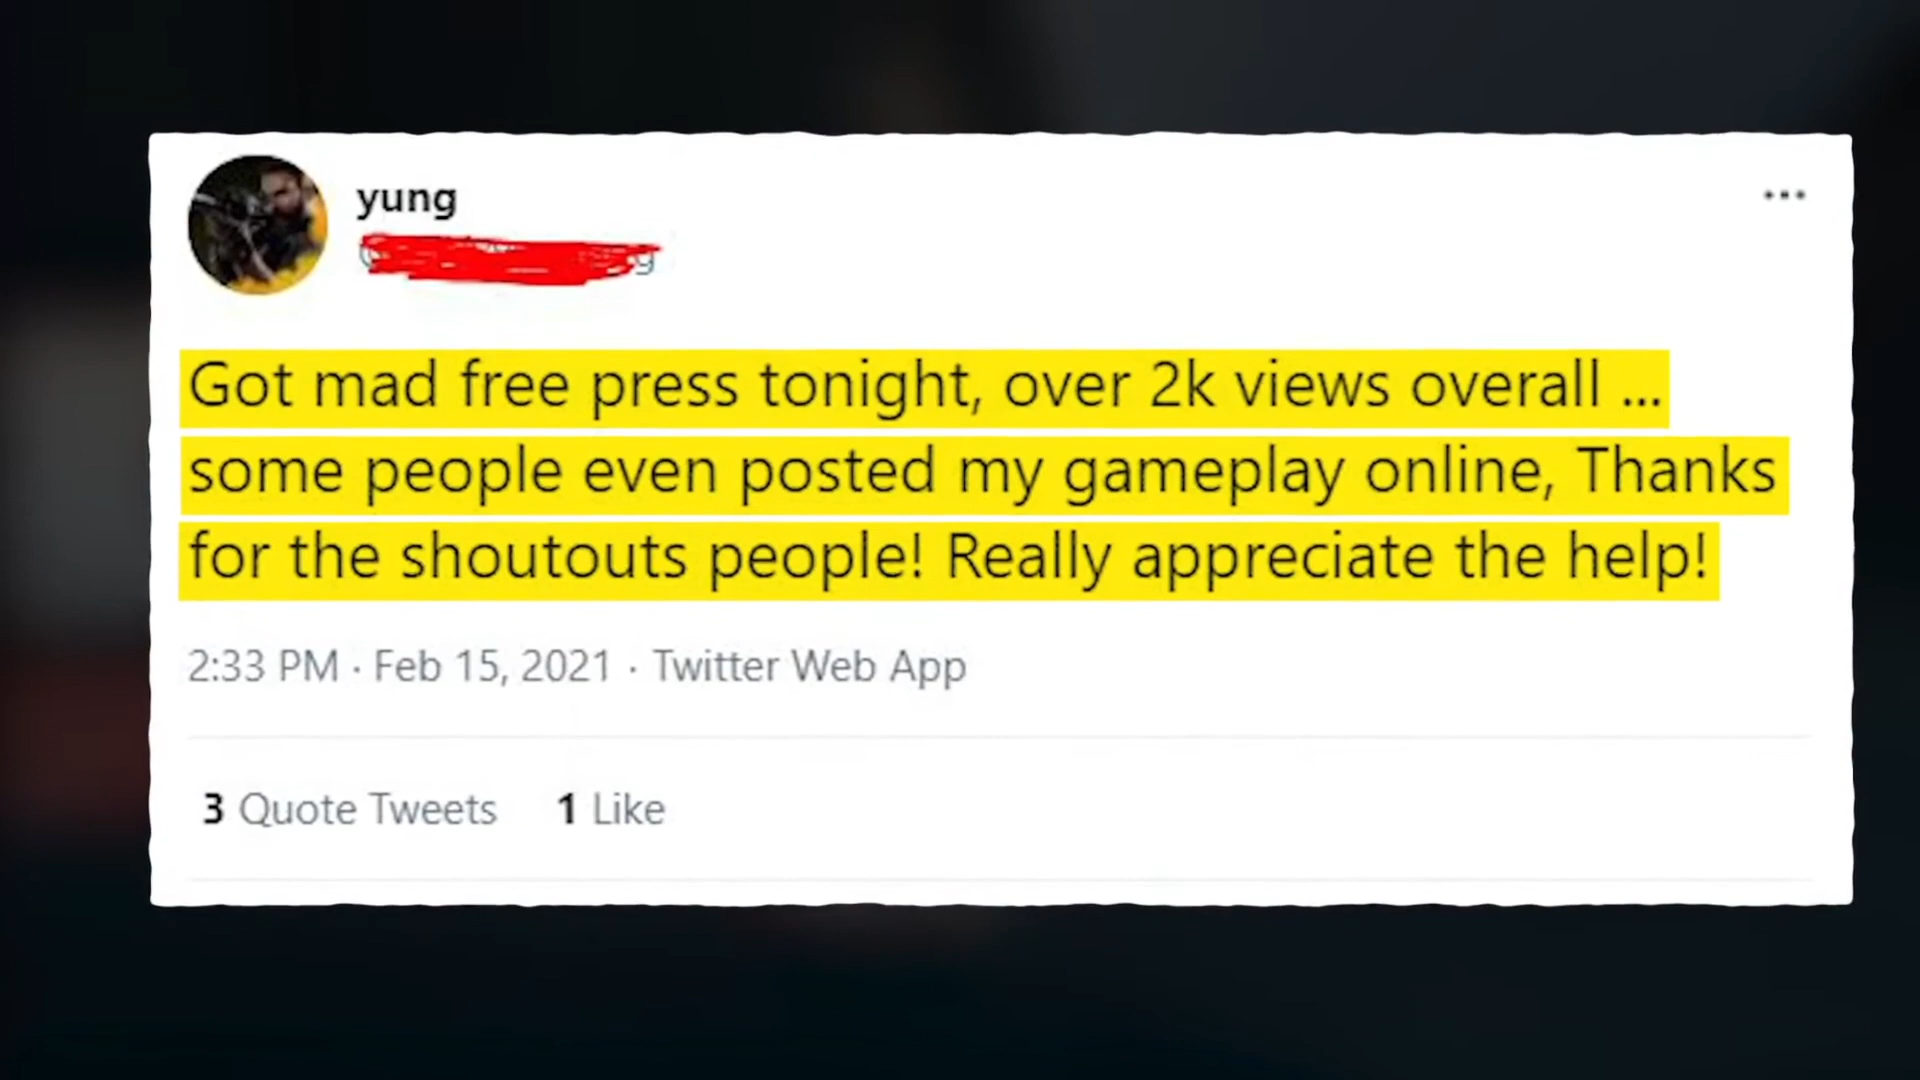 yung
Got mad free press tonight, over 2k views overall ...
some people even posted my gameplay online, Thanks
for the shoutouts people! Really appreciate the help!
2:33 PM · Feb 15, 2021 · Twitter Web App
3 Quote Tweets 1 Like